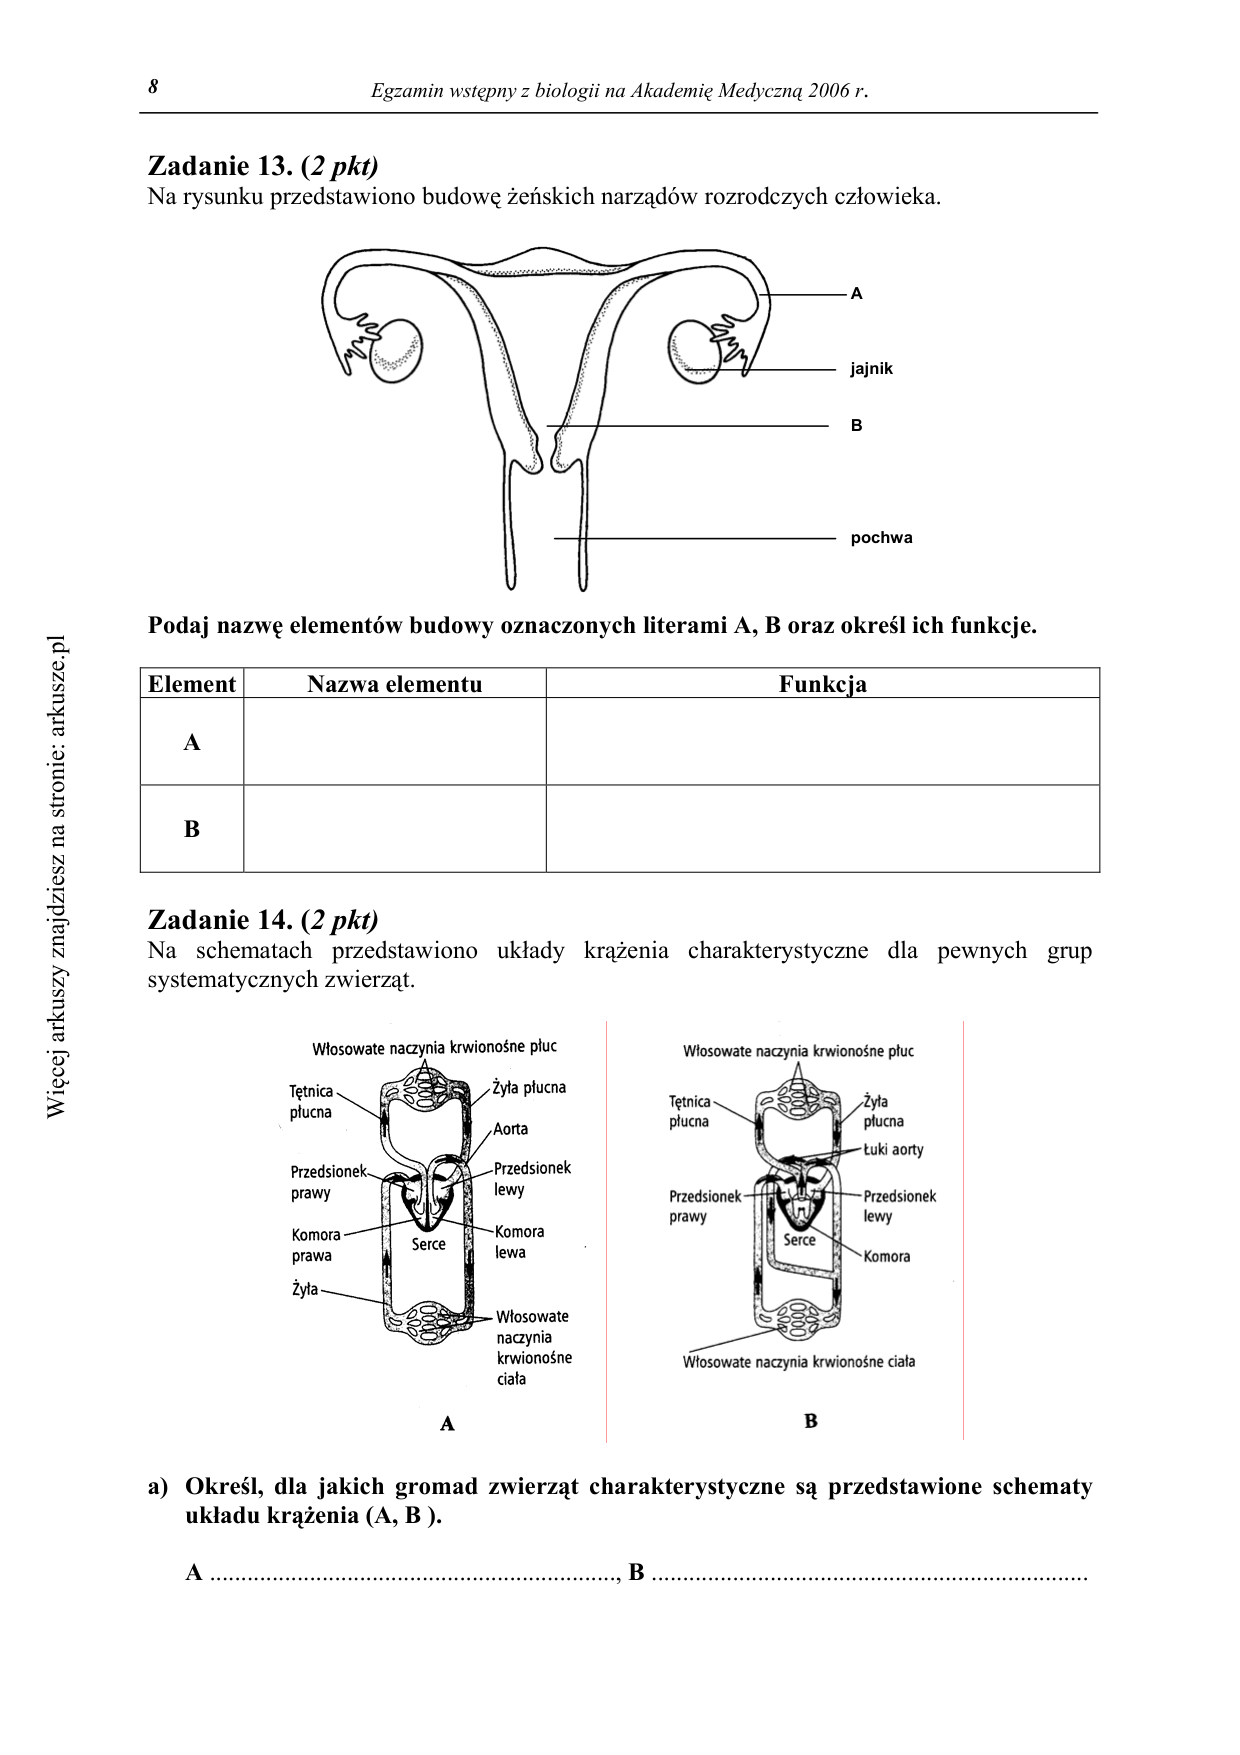 8
Egzamin wstępny z biologii na Akademię Medyczną 2006 r.
Zadanie 13. (2 pkt)
Na rysunku przedstawiono budowę żeńskich narządów rozrodczych człowieka.
A
jajnik
B
pochwa
Podaj nazwę elementów budowy oznaczonych literami A, B oraz określ ich funkcje.
Element Nazwa elementu Funkcja
A
B
Zadanie 14. (2 pkt)
Na schematach przedstawiono układy krążenia charakterystyczne dla pewnych grup
systematycznych zwierząt.
Włosowate naczynia krwionośne płuc
Tętnica
płucna
Żyła płucna
Aorta
Przedsionek
prawy
Przedsionek
lewy
Komora
prawa
Serce
Komora
lewa
Żyła
Włosowate
naczynia
krwionośne
ciała
A
Włosowate naczynia krwionośne płuc
Tętnica
płucna
Żyła
płucna
Łuki aorty
Przedsionek
prawy
Przedsionek
lewy
Serce
Komora
Włosowate naczynia krwionośne ciała
B
a) Określ, dla jakich gromad zwierząt charakterystyczne są przedstawione schematy
układu krążenia (A, B ).
A ................................................................., B ......................................................................
Więcej arkuszy znajdziesz na stronie: arkusze.pl